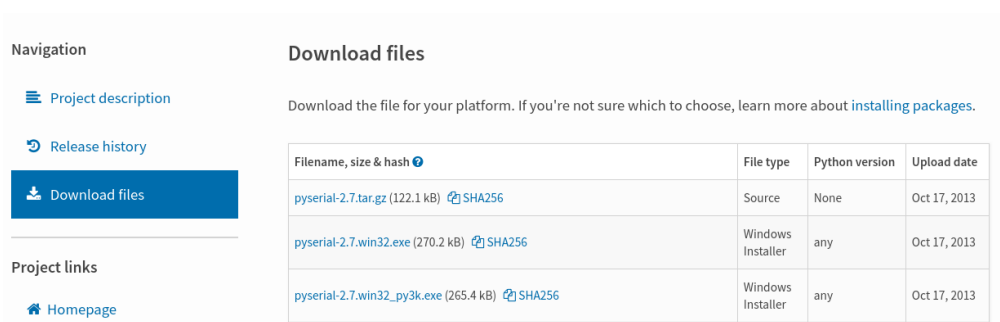 Navigation
Project description
Release history
Download files
Project links
Homepage
Download files
Download the file for your platform. If you're not sure which to choose, learn more about installing packages.
Filename, size & hash ? File type Python version Upload date
pyserial-2.7.tar.gz (122.1 kB) SHA256 Source None Oct 17, 2013
pyserial-2.7.win32.exe (270.2 kB) SHA256 Windows Installer any Oct 17, 2013
pyserial-2.7.win32_py3k.exe (265.4 kB) SHA256 Windows Installer any Oct 17, 2013